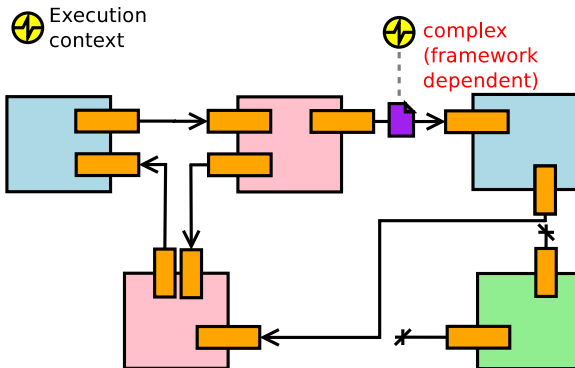 Execution
context
complex
(framework
dependent)